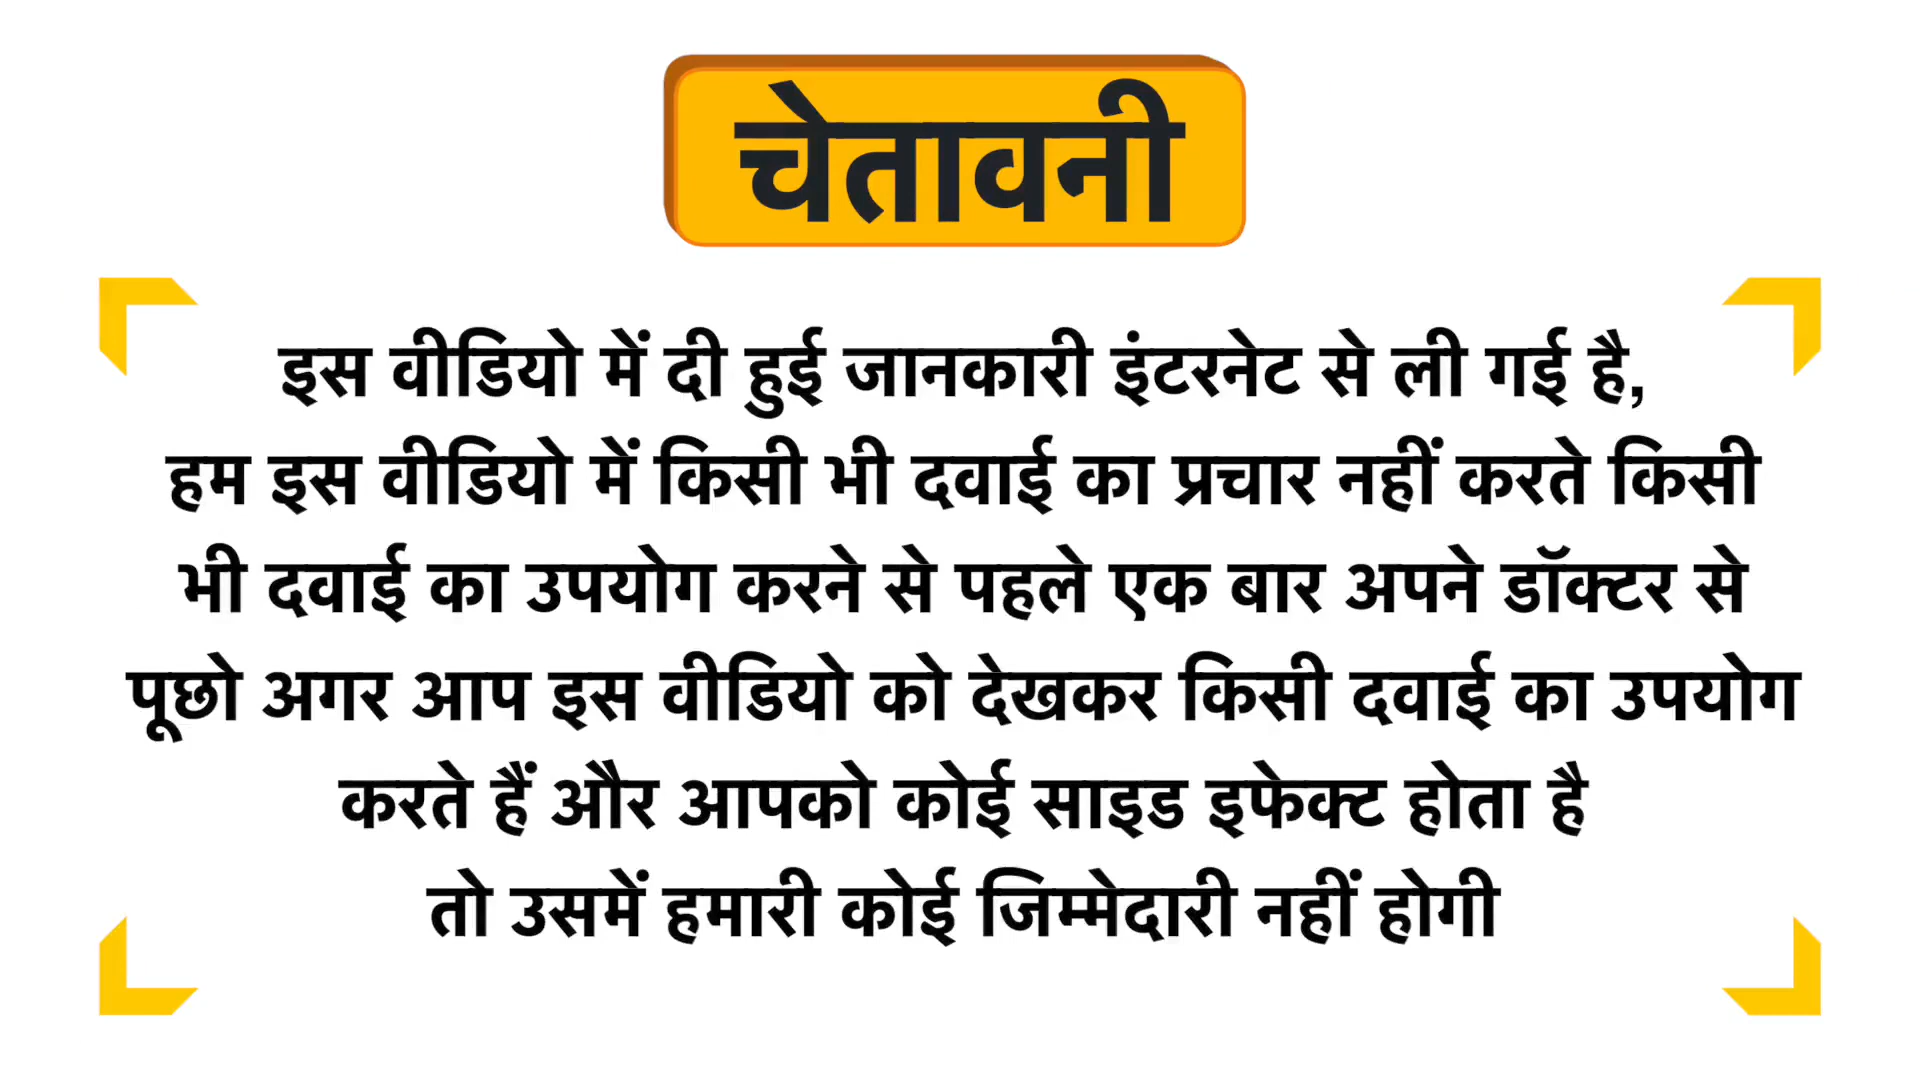 चेतावनी
इस वीडियो में दी हुई जानकारी इंटरनेट से ली गई है,
हम इस वीडियो में किसी भी दवाई का प्रचार नहीं करते किसी
भी दवाई का उपयोग करने से पहले एक बार अपने डॉक्टर से
पूछो अगर आप इस वीडियो को देखकर किसी दवाई का उपयोग
करते हैं और आपको कोई साइड इफेक्ट होता है
तो उसमें हमारी कोई जिम्मेदारी नहीं होगी